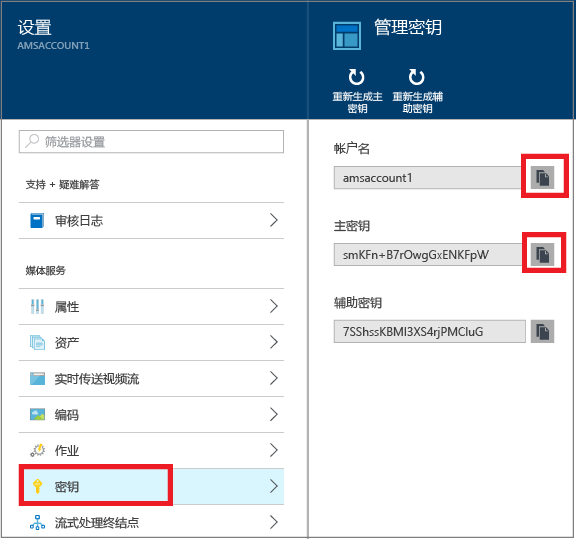 设置
AMSACCOUNT1
筛选器设置
支持 + 疑难解答
审核日志
媒体服务
属性
资产
实时传送视频流
编码
作业
密钥
流式处理终结点
管理密钥
重新生成主
密钥
重新生成辅
助密钥
帐户名
amsaccount1
主密钥
smKFn+B7rOwgGxENKFpW
辅助密钥
7SShssKBMI3XS4rjPMCluG